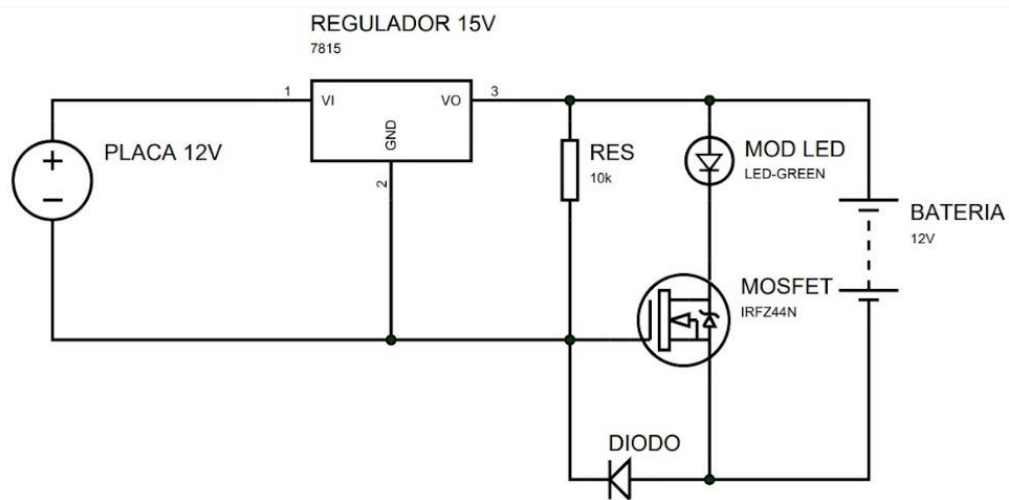 REGULADOR 15V
7815
1
VI
VO
3
GND
2
PLACA 12V
RES
10k
MOD LED
LED-GREEN
BATERIA
12V
MOSFET
IRFZ44N
DIODO